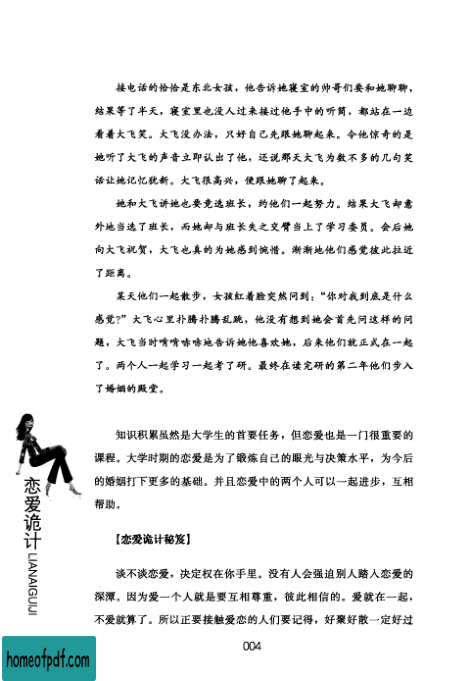 接电话的恰恰是东北女孩，他告诉她寝室的帅哥们要和她聊聊，
结果等了半天，寝室里也没人过来接过他手中的听筒，都站在一边
看着大飞笑。大飞没办法，只好自己先跟她聊起来。令他惊奇的是
她听了大飞的声音立即认出了他，还说那天大飞为数不多的几句笑
话让她记忆犹新。大飞很高兴，便跟她聊了起来。
她和大飞讲她也要竞选班长，约他们一起努力。结果大飞却意
外地当选了班长，而她却与班长失之交臂当上了学习委员。会后她
向大飞祝贺，大飞也真的为她感到惋惜。渐渐地他们感觉彼此拉近
了距离。
某天他们一起散步，女孩红着脸突然问到：“你对我到底是什么
感觉?”大飞心里扑腾扑腾乱跳，他没有想到她会首先问这样的问
题，大飞当时哨哨哧哧地告诉她他喜欢她，后来他们就正式在一起
了。两个人一起学习一起考了研。最终在读完研的第二年他们步入
了婚姻的殿堂。
知识积累虽然是大学生的首要任务，但恋爱也是一门很重要的
课程。大学时期的恋爱是为了锻炼自己的眼光与决策水平，为今后
的婚姻打下更多的基础。并且恋爱中的两个人可以一起进步，互相
帮助。
【恋爱诡计秘笈】
谈不谈恋爱，决定权在你手里。没有人会强迫别人踏入恋爱的
深潭。因为爱一个人就是要互相尊重，彼此相信的。爱就在一起，
不爱就算了。所以正要接触爱恋的人们要记得，好聚好散一定好过
恋爱诡计
LIANAIGUIJI
004
homeofpdf.com